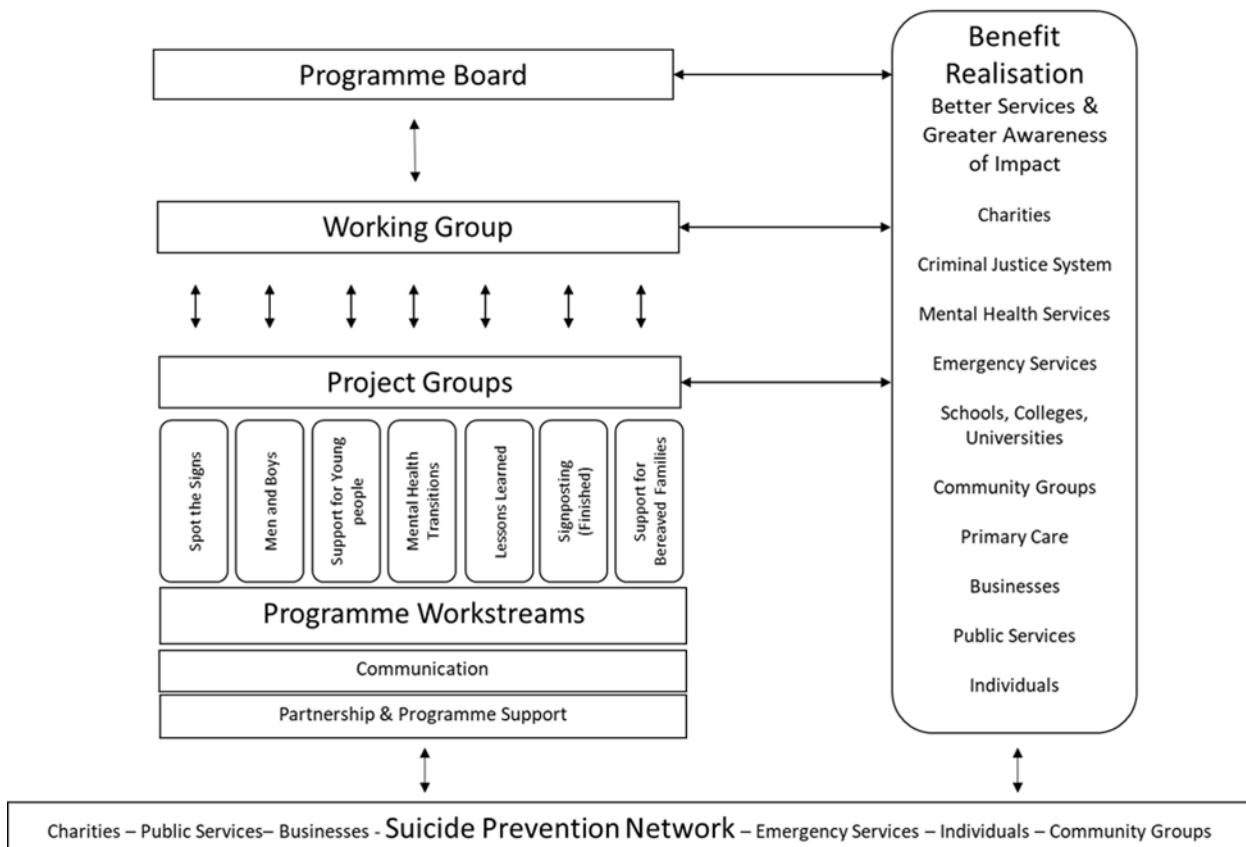 Programme Board
Working Group
Project Groups
Spot the Signs
Men and Boys
Support for Young
people
Mental Health
Transitions
Lessons Learned
Signposting
(Finished)
Support for
Bereaved Families
Programme Workstreams
Communication
Partnership & Programme Support
Benefit
Realisation
Better Services &
Greater Awareness
of Impact
Charities
Criminal Justice System
Mental Health Services
Emergency Services
Schools, Colleges,
Universities
Community Groups
Primary Care
Businesses
Public Services
Individuals
Charities – Public Services– Businesses - Suicide Prevention Network – Emergency Services – Individuals – Community Groups